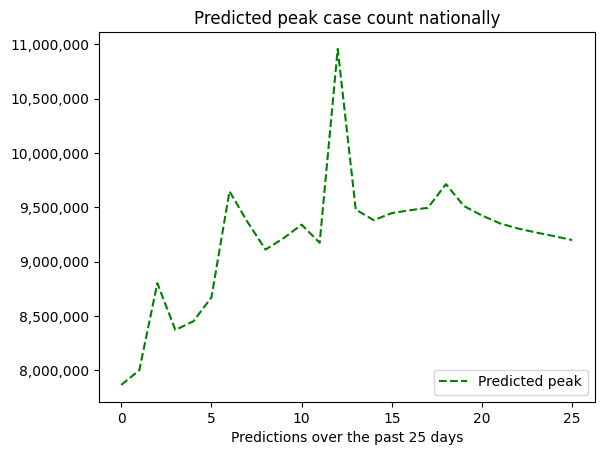 Predicted peak case count nationally
11,000,000
10,500,000
10,000,000
9,500,000
9,000,000
8,500,000
8,000,000
Predicted peak
0 5 10 15 20 25
Predictions over the past 25 days